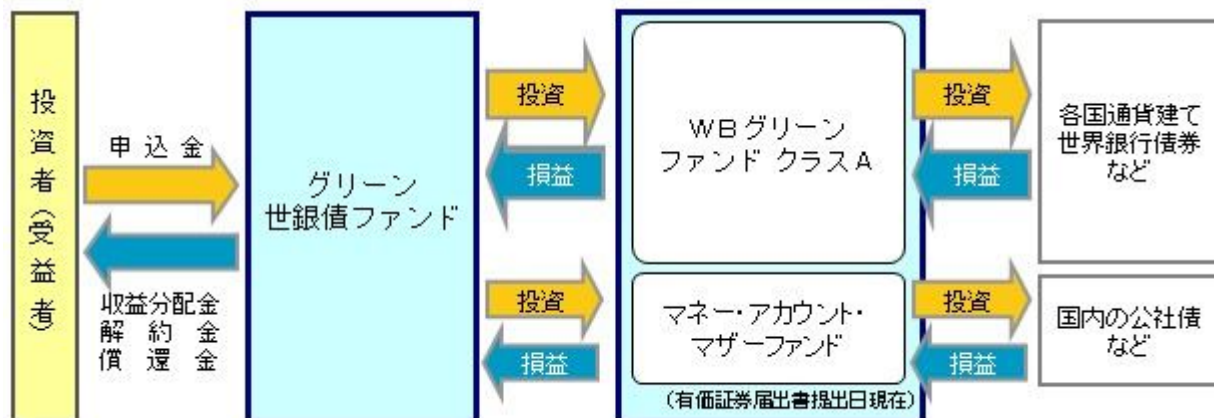 投資者(受益者)
申込金
収益分配金
解約金
償還金
グリーン
世銀債ファンド
投資
損益
投資
損益
WBグリーン
ファンド クラスA
マネー・アカウント・
マザーファンド
(有価証券届出書提出日現在)
投資
損益
投資
損益
各国通貨建て
世界銀行債券
など
国内の公社債
など